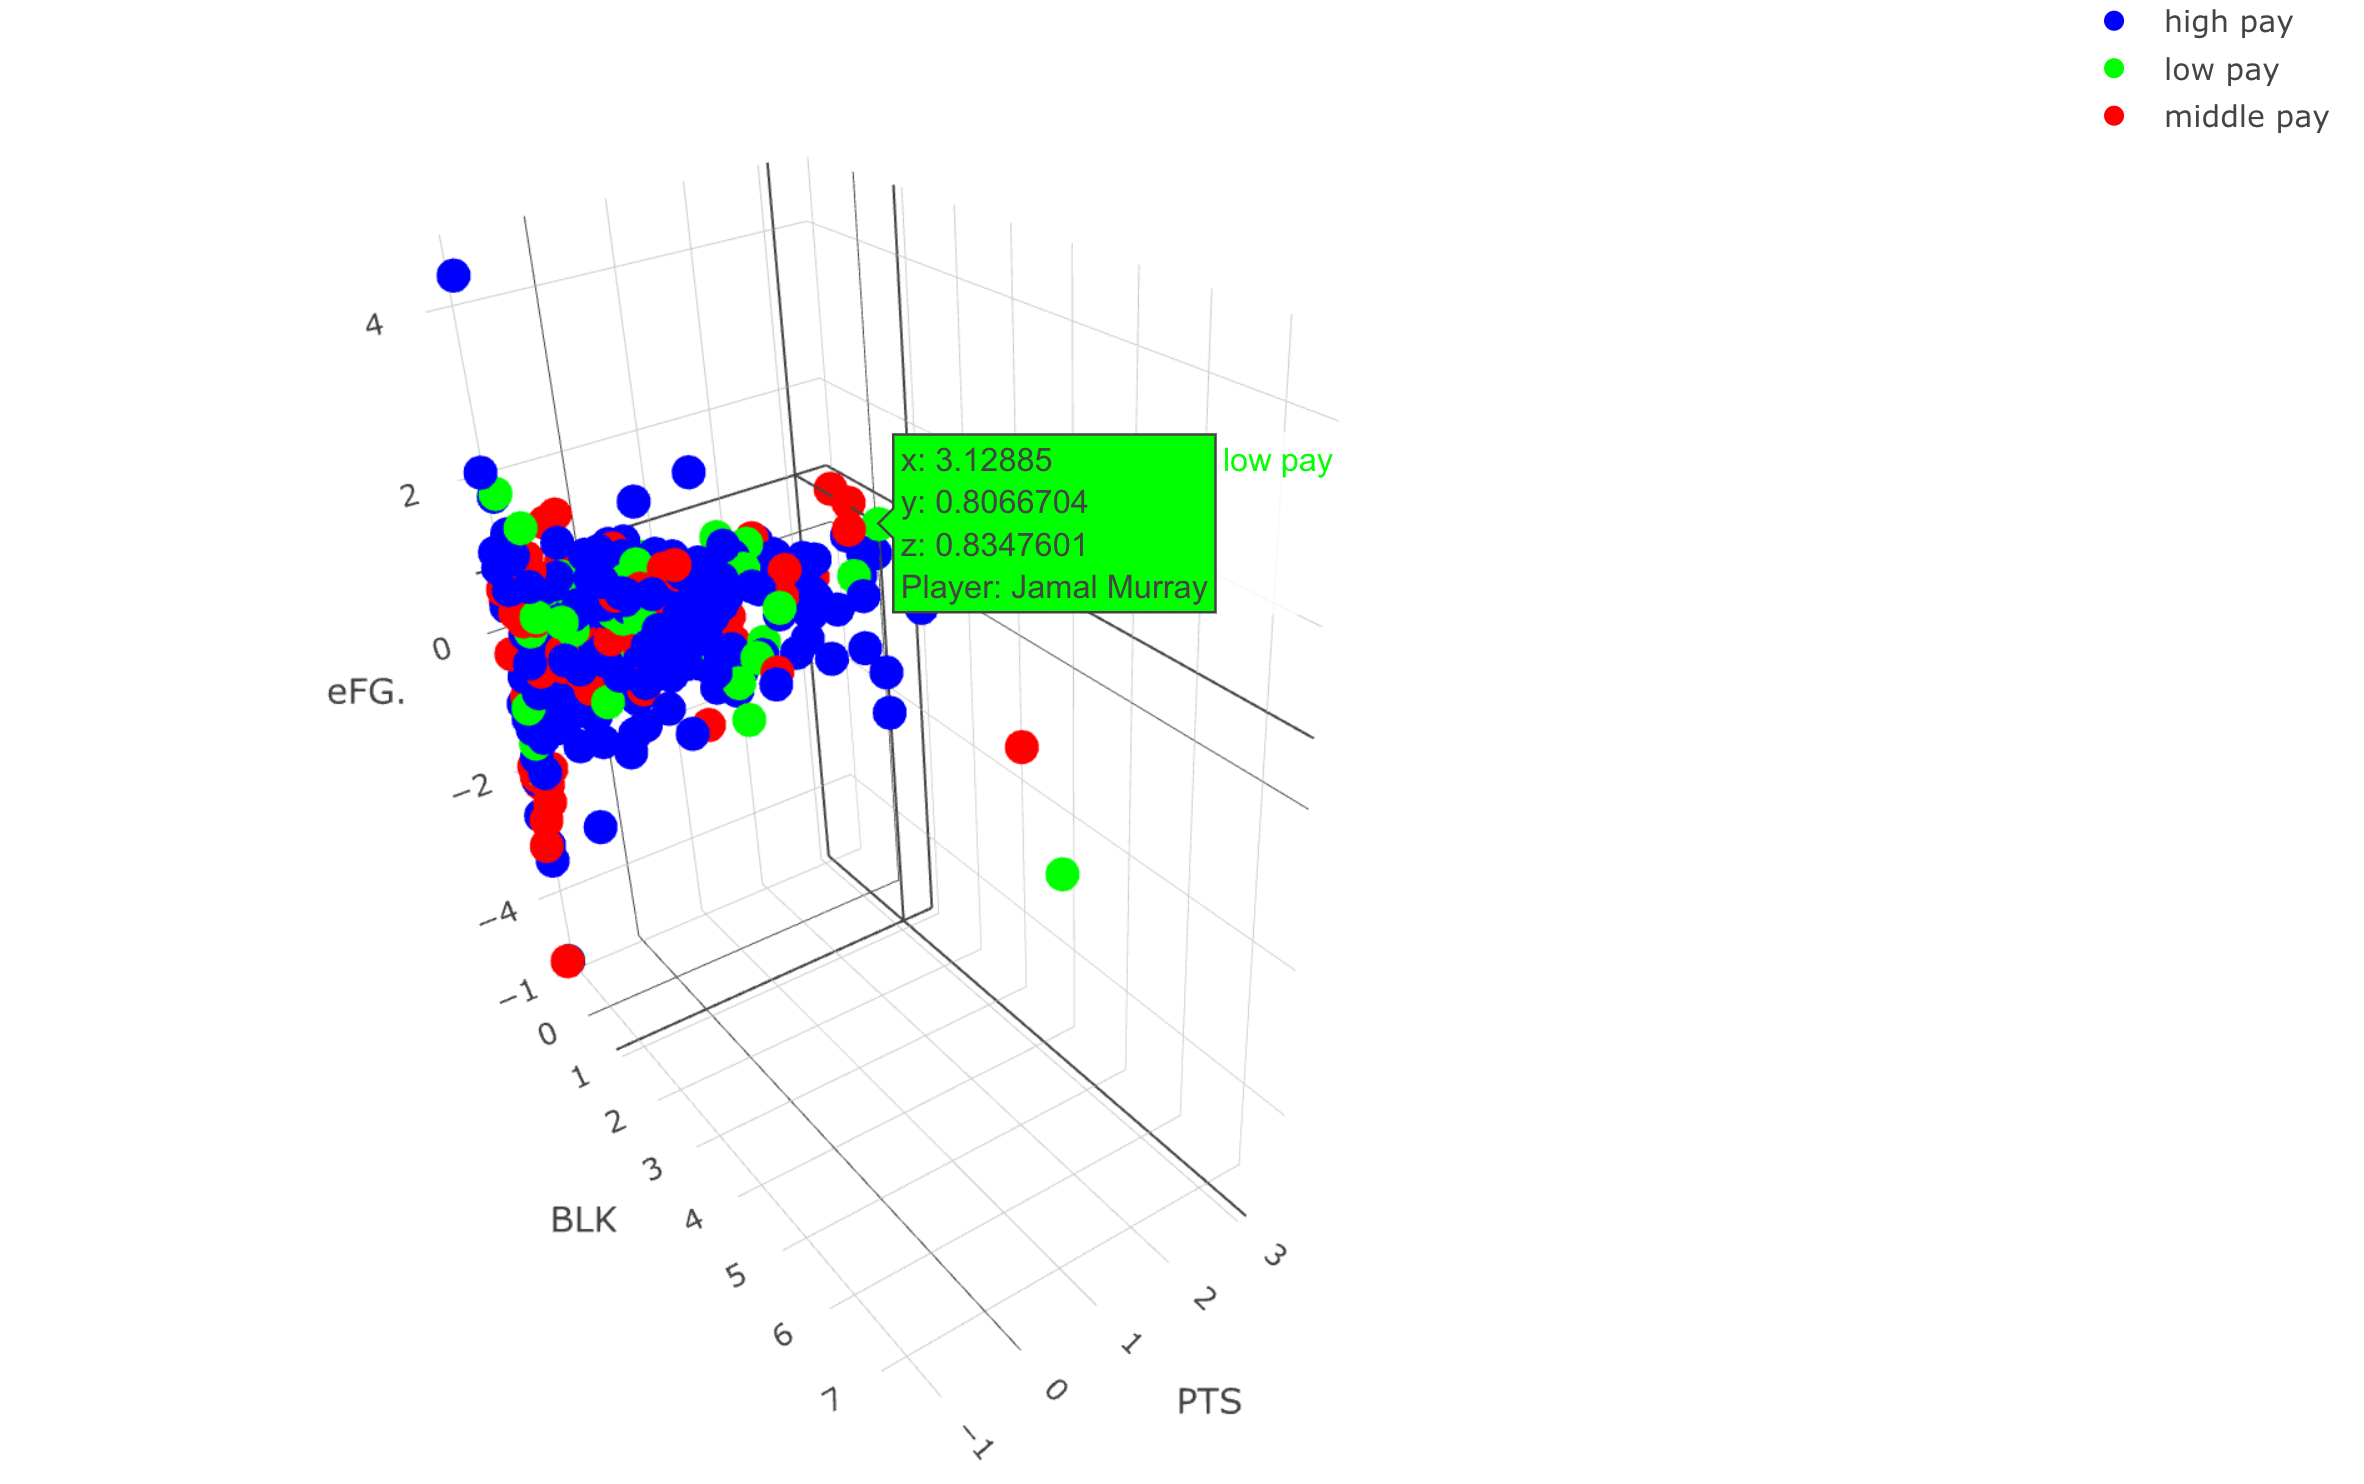 high pay
low pay
middle pay
4
2
0
−2
−4
eFG.
x: 3.12885
y: 0.8066704
z: 0.8347601
Player: Jamal Murray
low pay
−1
0
1
2
3
4
5
6
7
BLK
3
2
1
0
−1
PTS